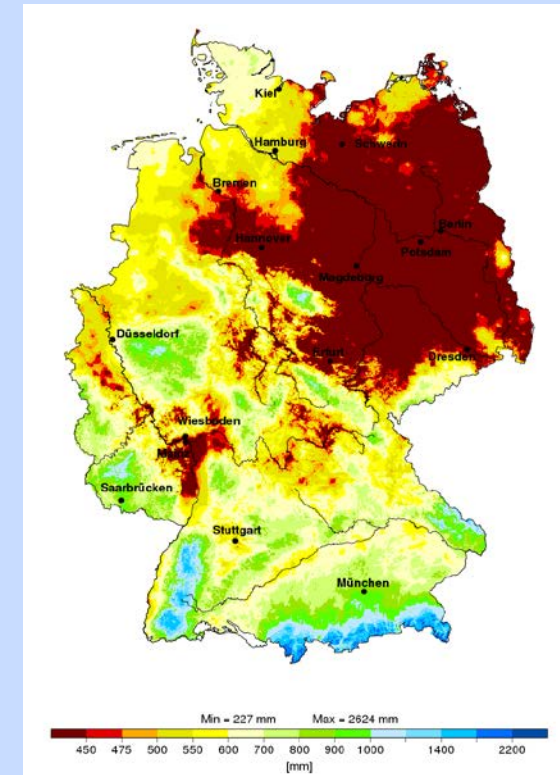 Kiel
Hamburg
Schwerin
Bremen
Berlin
Hannover
Potsdam
Magdeburg
Düsseldorf
Erfurt
Dresden
Wiesbaden
Mainz
Saarbrücken
Stuttgart
München
Min = 227 mm Max = 2624 mm
450 475 500 550 600 700 800 900 1000 1400 2200
[mm]